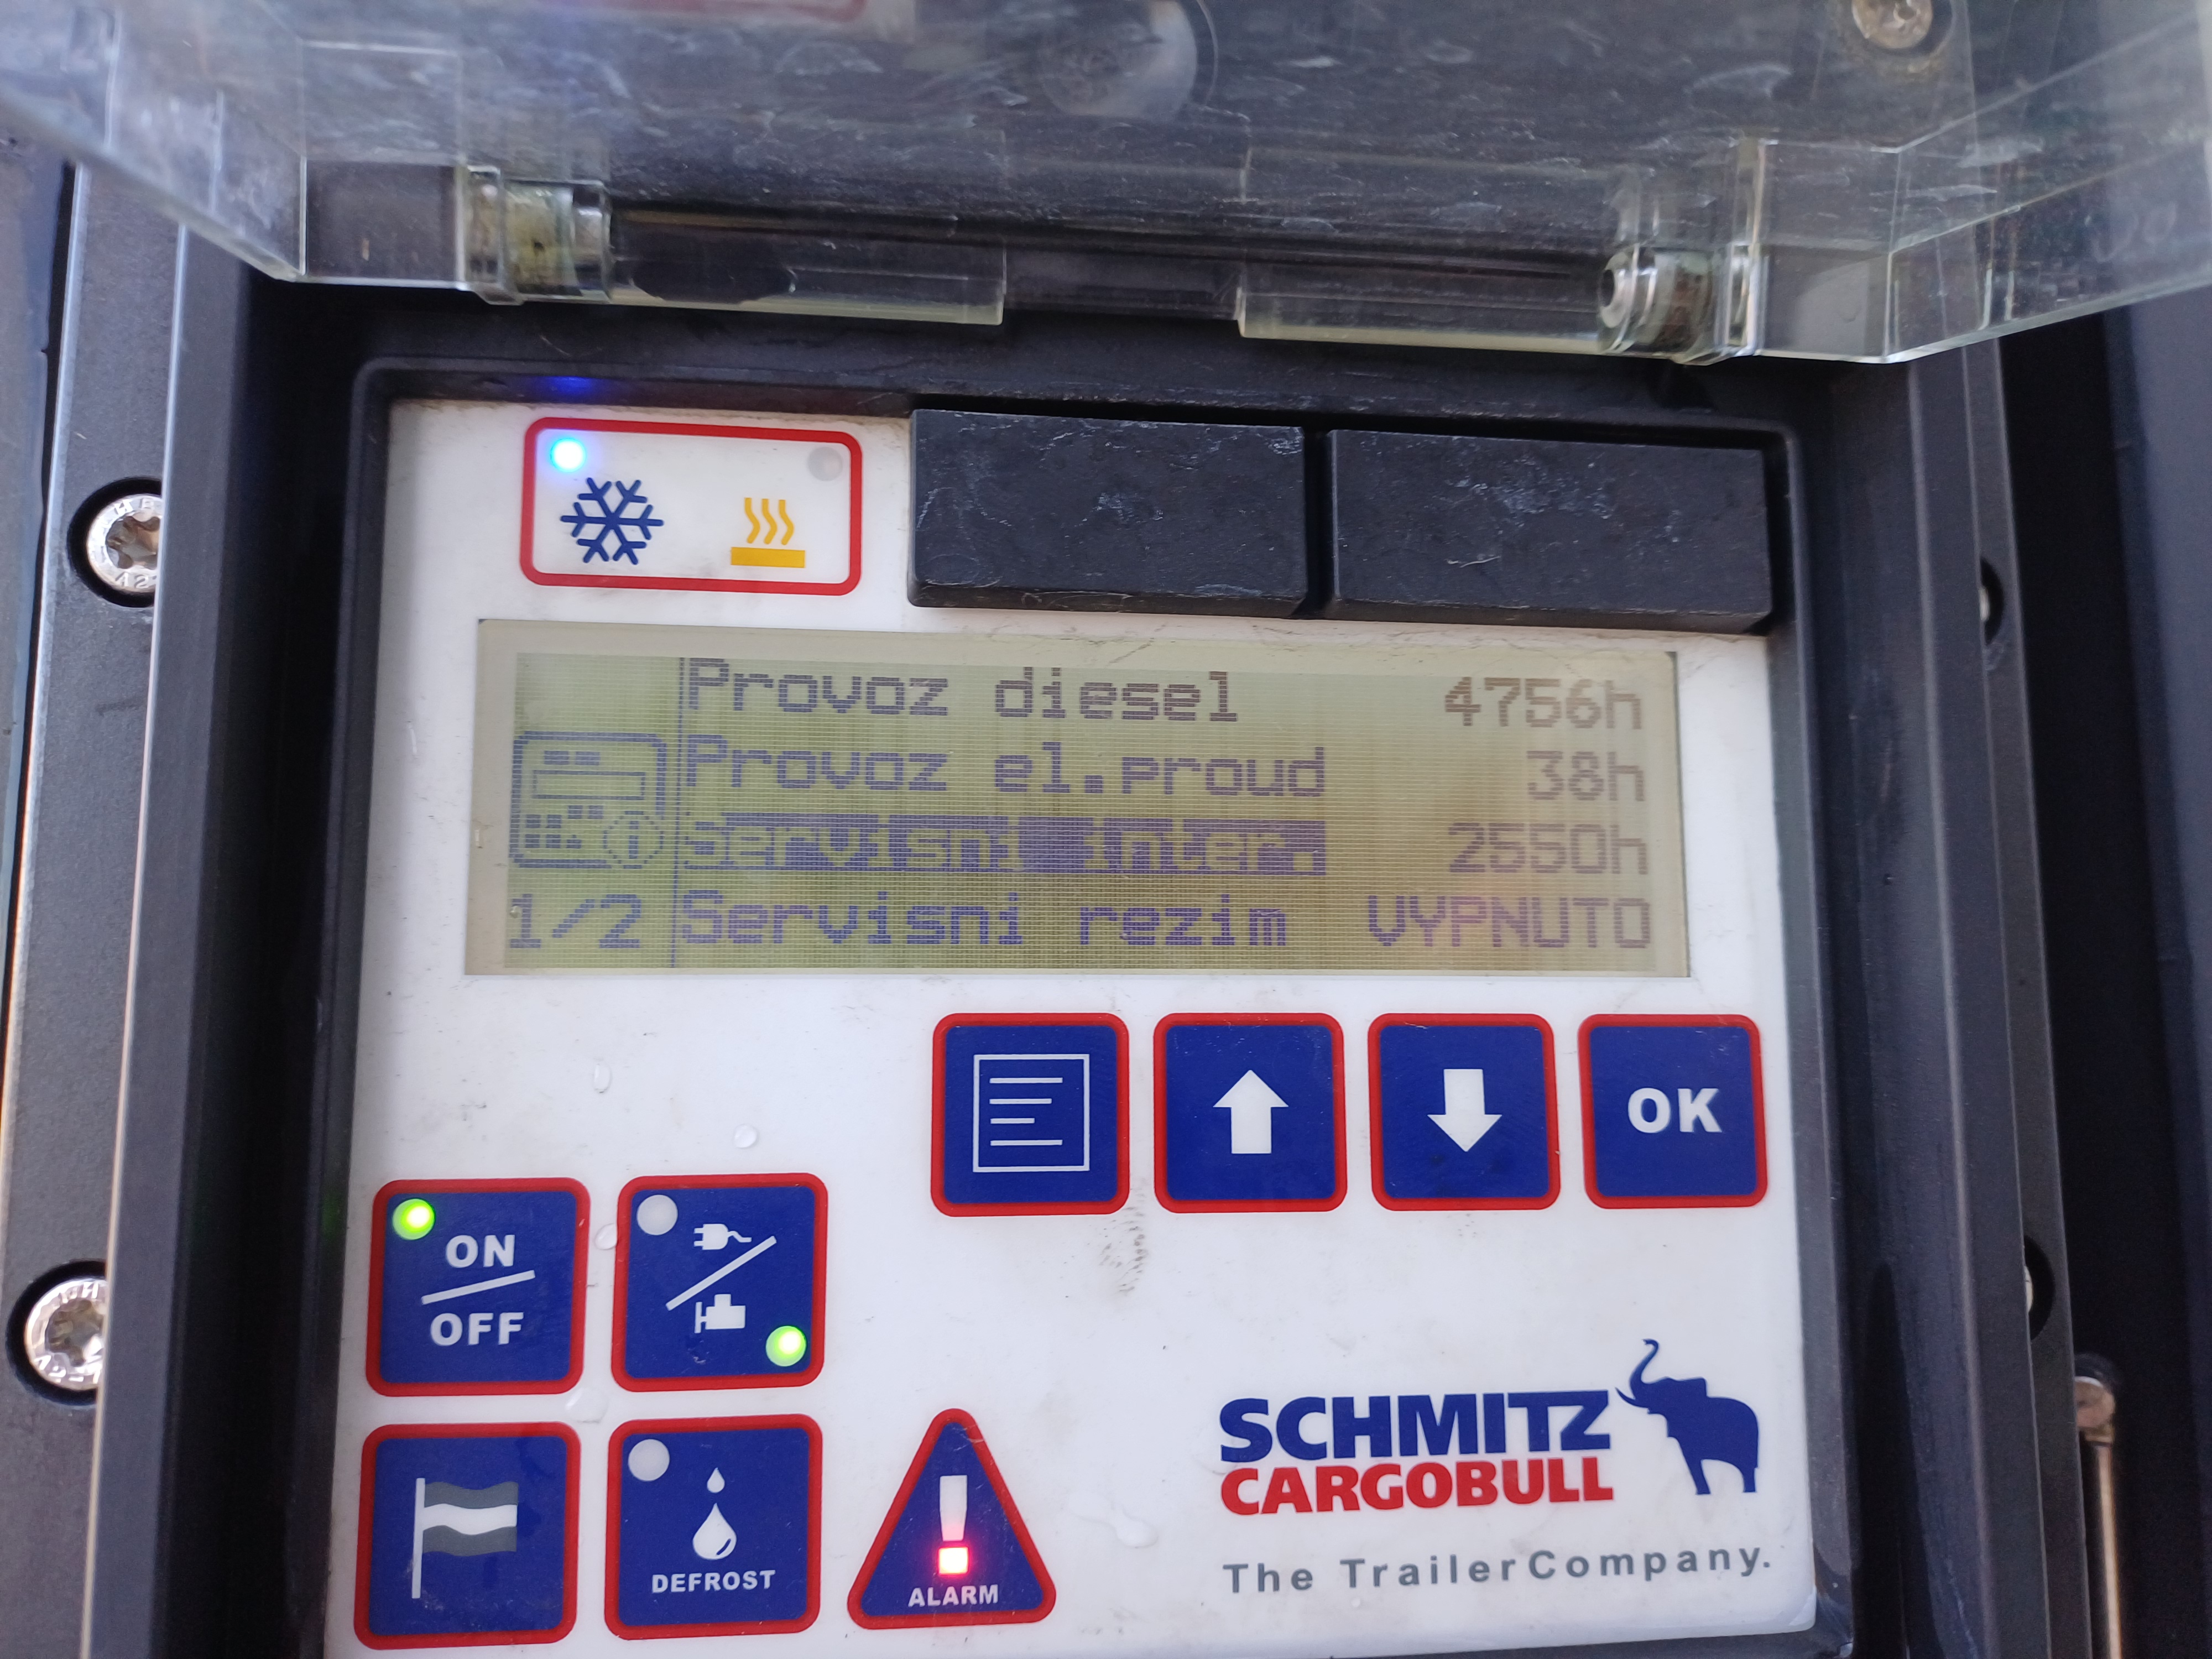 Provoz diesel 4756h
Provoz el.proud 38h
Servisni inter. 2550h
1/2 Servisni rezim VYPNUTO
OK
ON
OFF
DEFROST
ALARM
SCHMITZ
CARGOBULL
The TrailerCompany.